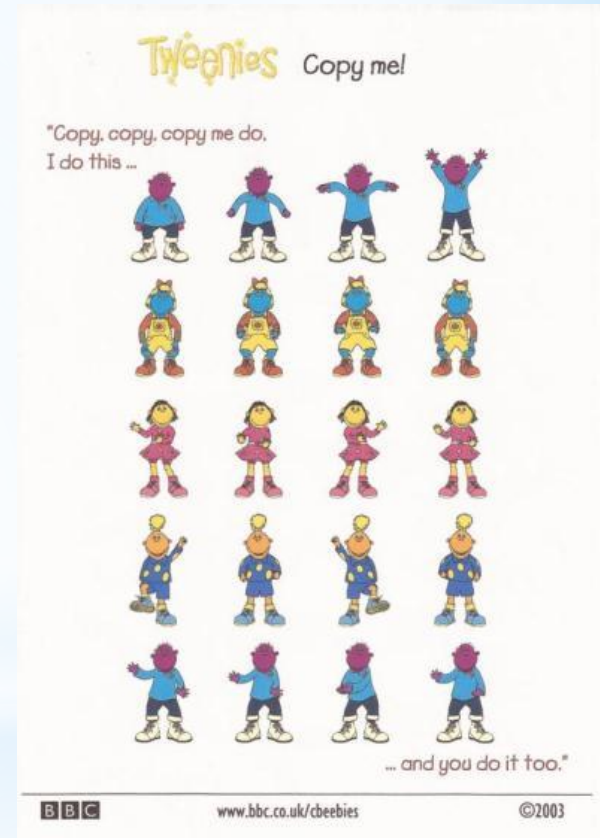 Tweenies Copy me!
"Copy, copy, copy me do,
I do this ...
... and you do it too."
BBC www.bbc.co.uk/cbeebies ©2003